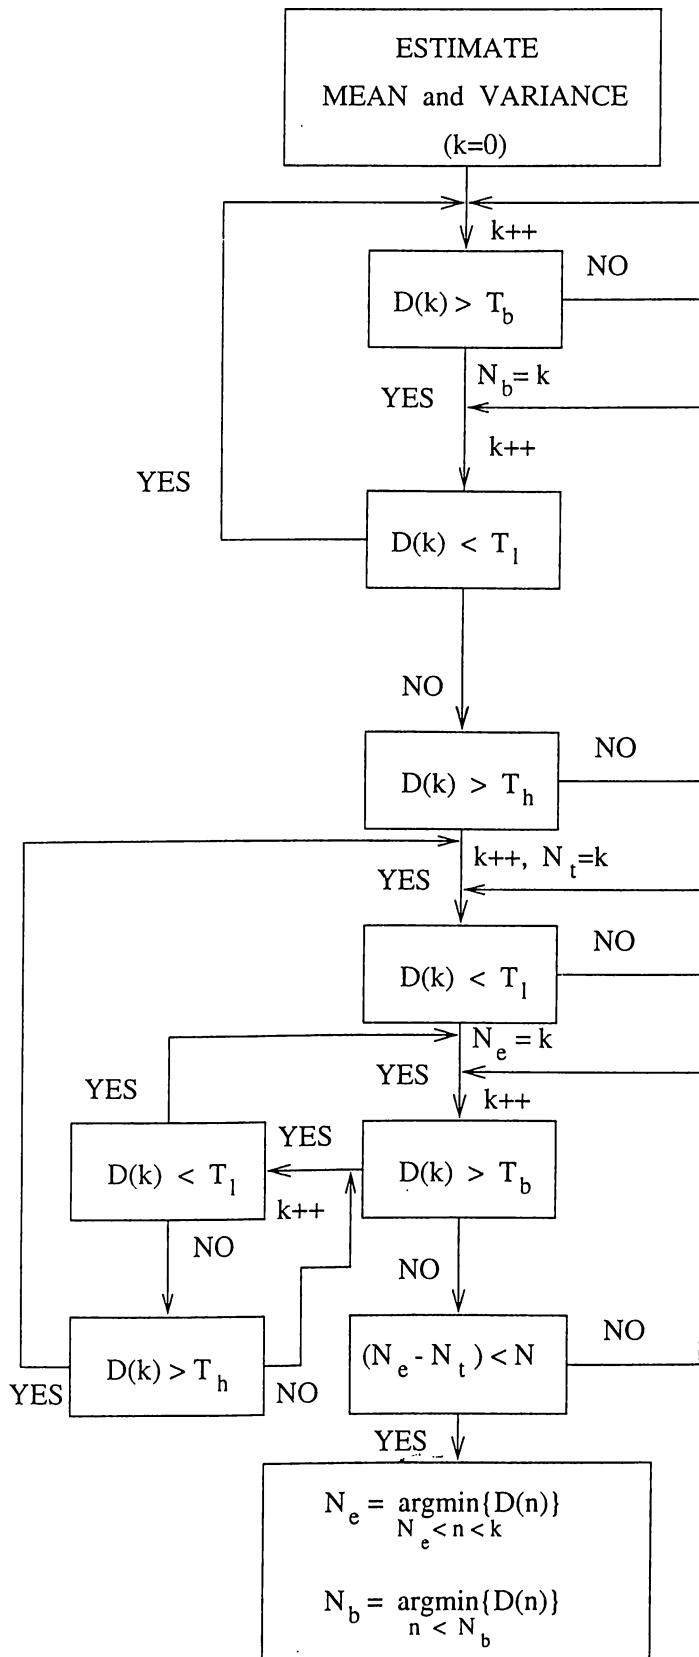 ESTIMATE
MEAN and VARIANCE
(k=0)
k++
NO
D(k) > T_b
N_b = k
YES
k++
YES
D(k) < T_l
NO
NO
D(k) > T_h
k++, N_t=k
YES
NO
D(k) < T_l
N_e = k
YES
YES
k++
YES
D(k) < T_l
D(k) > T_b
k++
NO
NO
NO
(N_e - N_t) < N
D(k) > T_h
YES
NO
YES
N_e = argmin{D(n)}
N_e < n < k
N_b = argmin{D(n)}
n < N_b